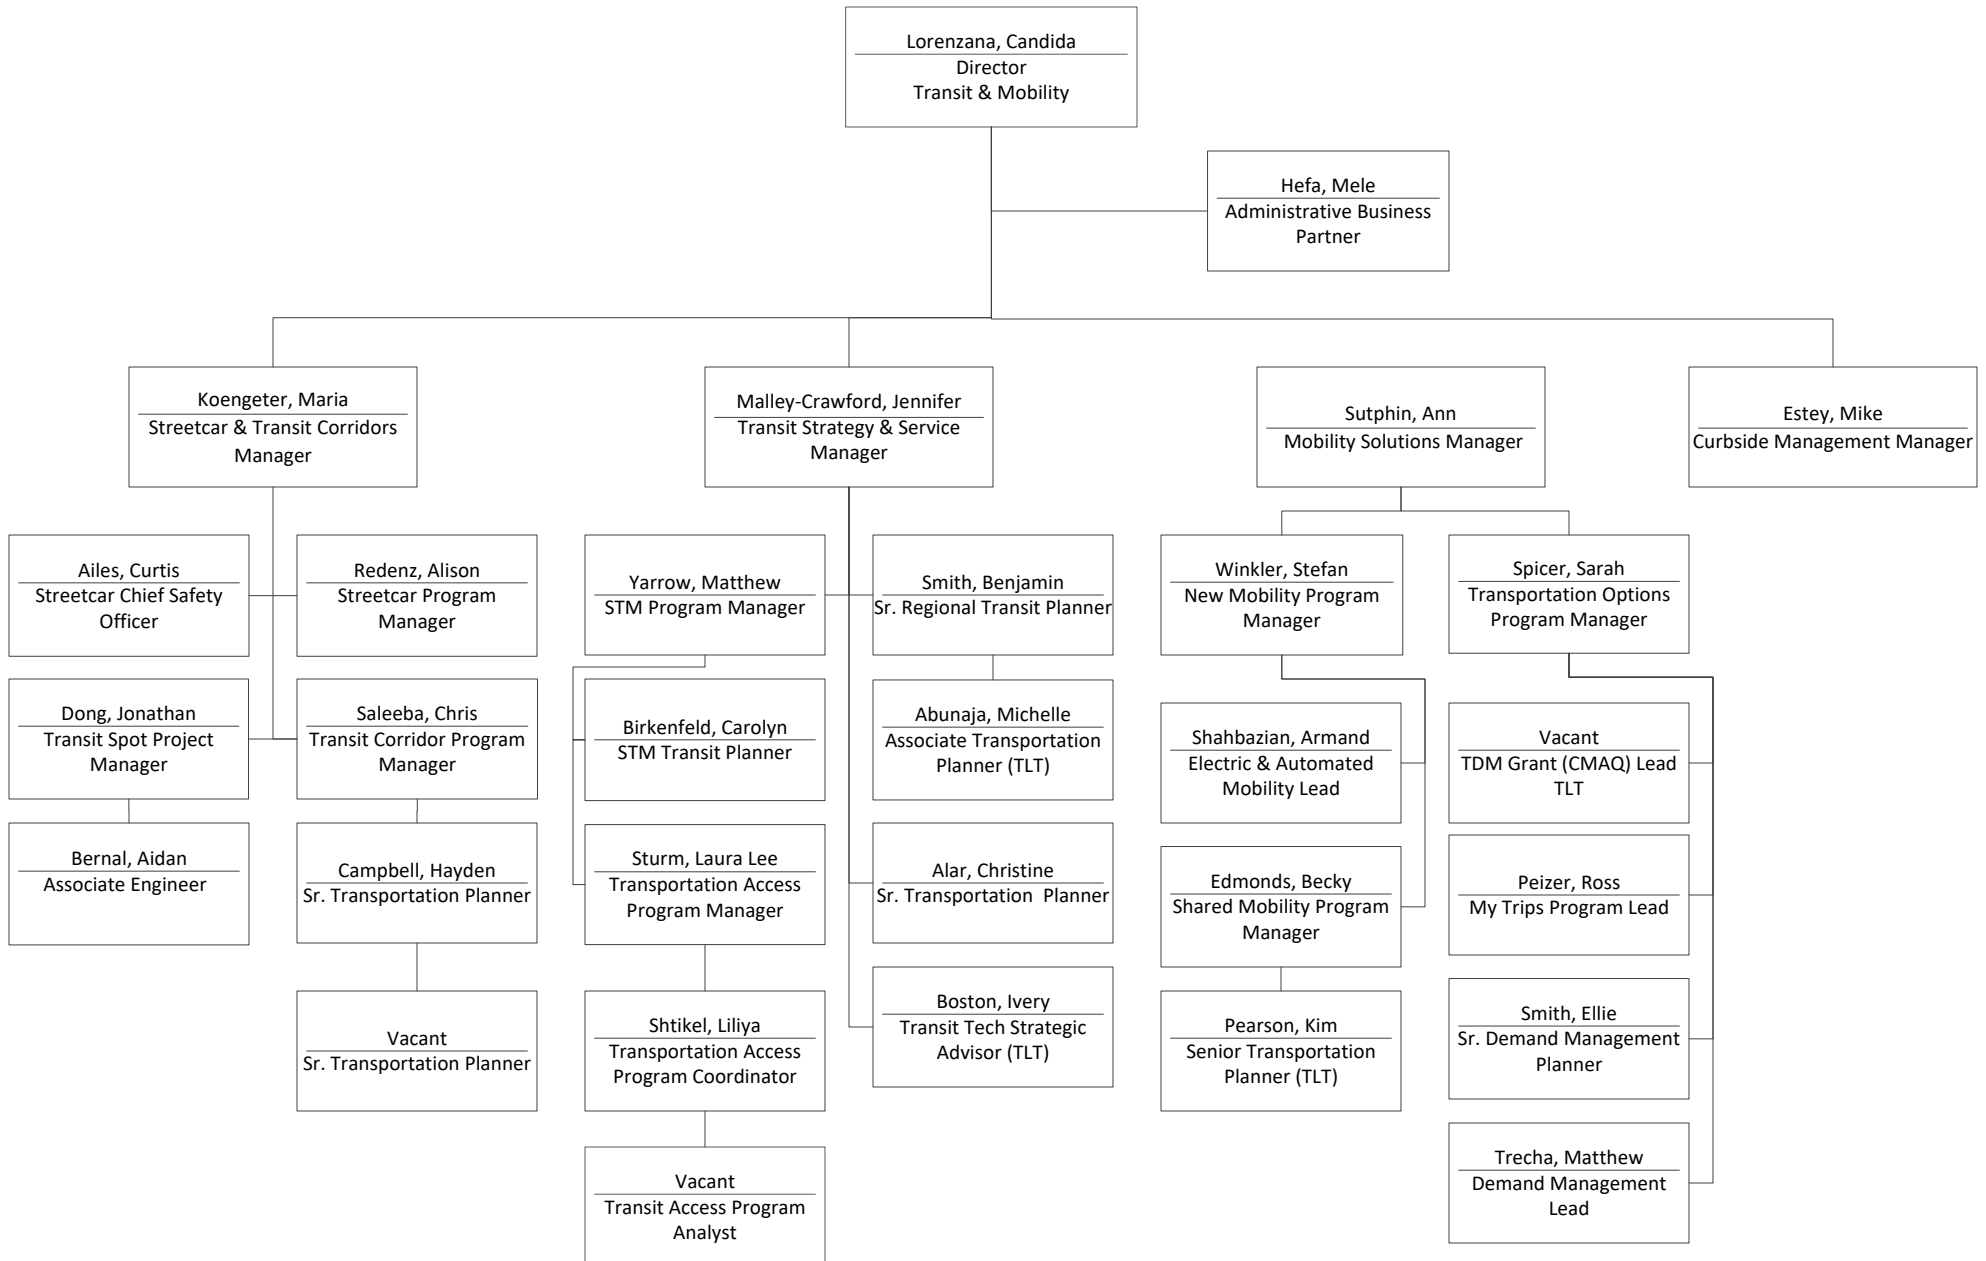 Lorenzana, Candida
Director
Transit & Mobility
Hefa, Mele
Administrative Business
Partner
Koengeter, Maria
Streetcar & Transit Corridors
Manager
Malley-Crawford, Jennifer
Transit Strategy & Service
Manager
Sutphin, Ann
Mobility Solutions Manager
Estey, Mike
Curbside Management Manager
Ailes, Curtis
Streetcar Chief Safety
Officer
Redenz, Alison
Streetcar Program
Manager
Yarrow, Matthew
STM Program Manager
Smith, Benjamin
Sr. Regional Transit Planner
Winkler, Stefan
New Mobility Program
Manager
Spicer, Sarah
Transportation Options
Program Manager
Dong, Jonathan
Transit Spot Project
Manager
Saleeba, Chris
Transit Corridor Program
Manager
Birkenfeld, Carolyn
STM Transit Planner
Abunaja, Michelle
Associate Transportation
Planner (TLT)
Shahbazian, Armand
Electric & Automated
Mobility Lead
Vacant
TDM Grant (CMAQ) Lead
TLT
Bernal, Aidan
Associate Engineer
Campbell, Hayden
Sr. Transportation Planner
Sturm, Laura Lee
Transportation Access
Program Manager
Alar, Christine
Sr. Transportation  Planner
Edmonds, Becky
Shared Mobility Program
Manager
Peizer, Ross
My Trips Program Lead
Vacant
Sr. Transportation Planner
Shtikel, Liliya
Transportation Access
Program Coordinator
Boston, Ivery
Transit Tech Strategic
Advisor (TLT)
Pearson, Kim
Senior Transportation
Planner (TLT)
Smith, Ellie
Sr. Demand Management
Planner
Vacant
Transit Access Program
Analyst
Trecha, Matthew
Demand Management
Lead